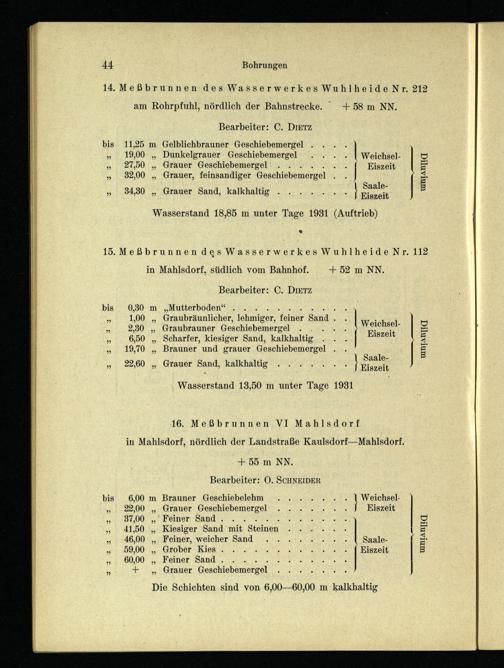 44 Bohrungen
14. Meßbrunnen des Wasserwerkes Wuhlheide Nr. 212
am Rohrpfuhl, nördlich der Bahnstrecke. + 58 m NN.
Bearbeiter: C. Dietz
bis 11,25 m Gelblichbrauner Geschiebemergel . . . .
„ 19,00 „ Dunkelgrauer Geschiebemergel . . . . . Weichsel-
„ 27,50 „ Grauer Geschiebemergel . . . . . . . Eiszeit
„ 32,00 „ Grauer, feinsandiger Geschiebemergel . .
„ 34,30 „ Grauer Sand, kalkhaltig . . . . . . . Saale-
Eiszeit
Diluvium
Wasserstand 18,85 m unter Tage 1931 (Auftrieb)
15. Meßbrunnen des Wasserwerkes Wuhlheide Nr. 112
in Mahlsdorf, südlich vom Bahnhof. + 52 m NN.
Bearbeiter: C. Dietz
bis 0,30 m „Mutterboden“ . . . . . . . . . . .
„ 1,00 „ Graubräunlicher, lehmiger, feiner Sand . .
„ 2,30 „ Graubrauner Geschiebemergel . . . . . Weichsel-
„ 6,50 „ Scharfer, kiesiger Sand, kalkhaltig . . . Eiszeit
„ 19,70 „ Brauner und grauer Geschiebemergel . .
„ 22,60 „ Grauer Sand, kalkhaltig . . . . . . . Saale-
Eiszeit
Diluvium
Wasserstand 13,50 m unter Tage 1931
16. Meßbrunnen VI Mahlsdorf
in Mahlsdorf, nördlich der Landstraße Kaulsdorf—Mahlsdorf.
+ 55 m NN.
Bearbeiter: O. Schneider
bis 6,00 m Brauner Geschiebelehm . . . . . . . Weichsel-
„ 22,00 „ Grauer Geschiebemergel . . . . . . . Eiszeit
„ 37,00 „ Feiner Sand . . . . . . . . . . . .
„ 41,50 „ Kiesiger Sand mit Steinen . . . . . .
„ 46,00 „ Feiner, weicher Sand . . . . . . . . Saale-
„ 59,00 „ Grober Kies . . . . . . . . . . . . Eiszeit
„ 60,00 „ Feiner Sand . . . . . . . . . . . .
„ + „ Grauer Geschiebemergel . . . . . . .
Diluvium
Die Schichten sind von 6,00—60,00 m kalkhaltig